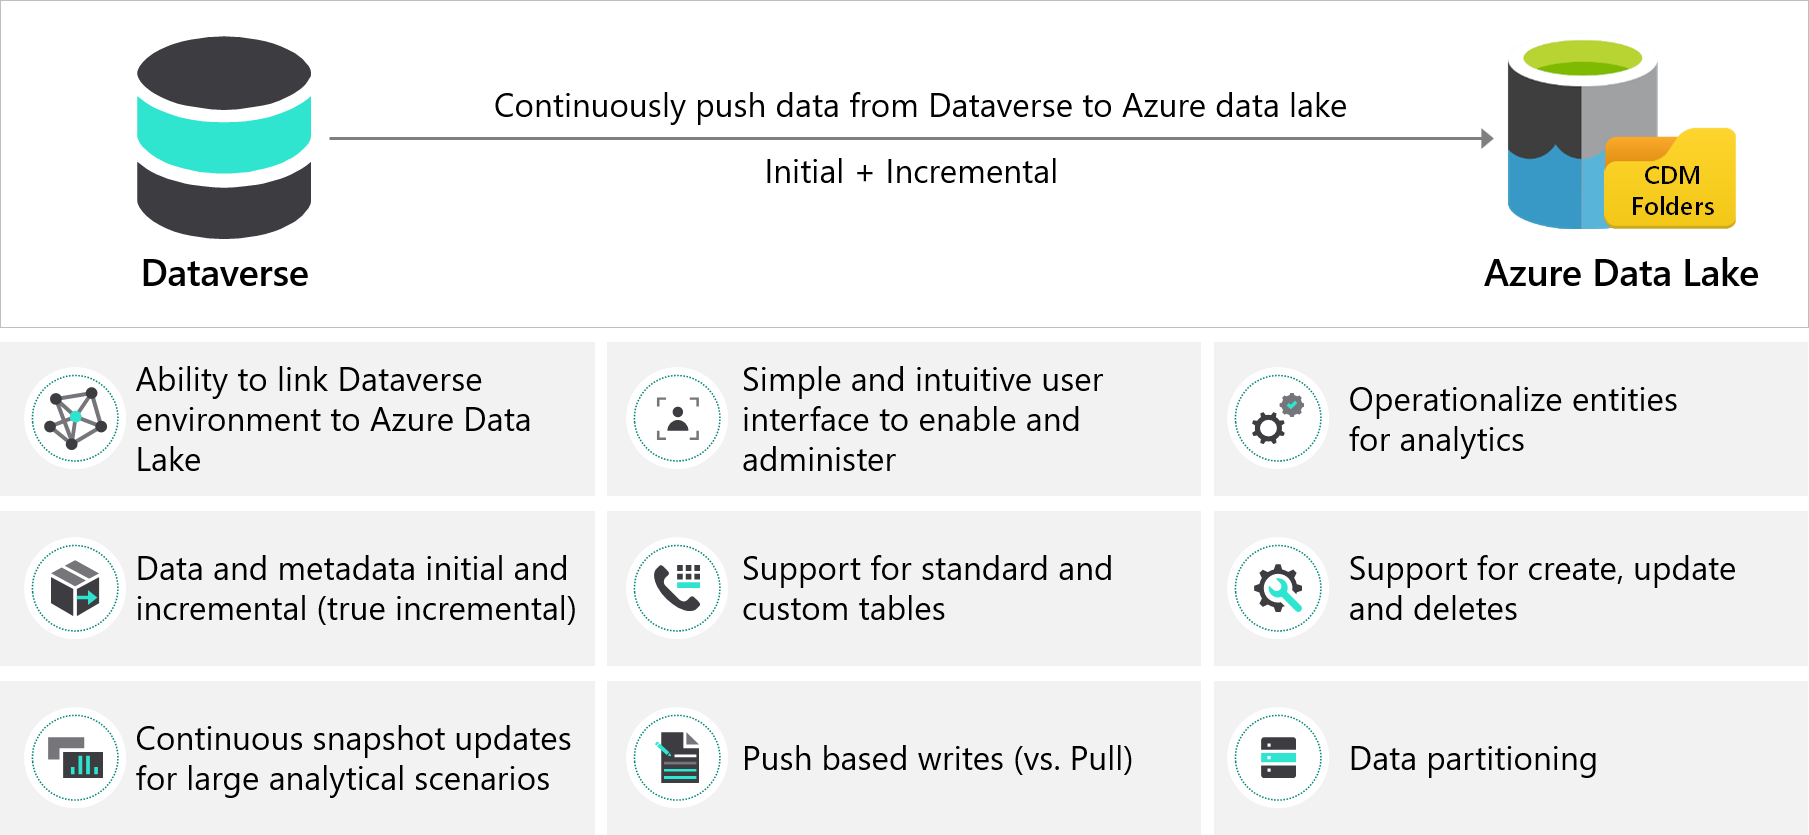 Continuously push data from Dataverse to Azure data lake
Initial + Incremental
CDM
Folders
Dataverse
Azure Data Lake
Ability to link Dataverse
environment to Azure Data
Lake
Simple and intuitive user
interface to enable and
administer
Operationalize entities
for analytics
Data and metadata initial and
incremental (true incremental)
Support for standard and
custom tables
Support for create, update
and deletes
Continuous snapshot updates
for large analytical scenarios
Push based writes (vs. Pull)
Data partitioning